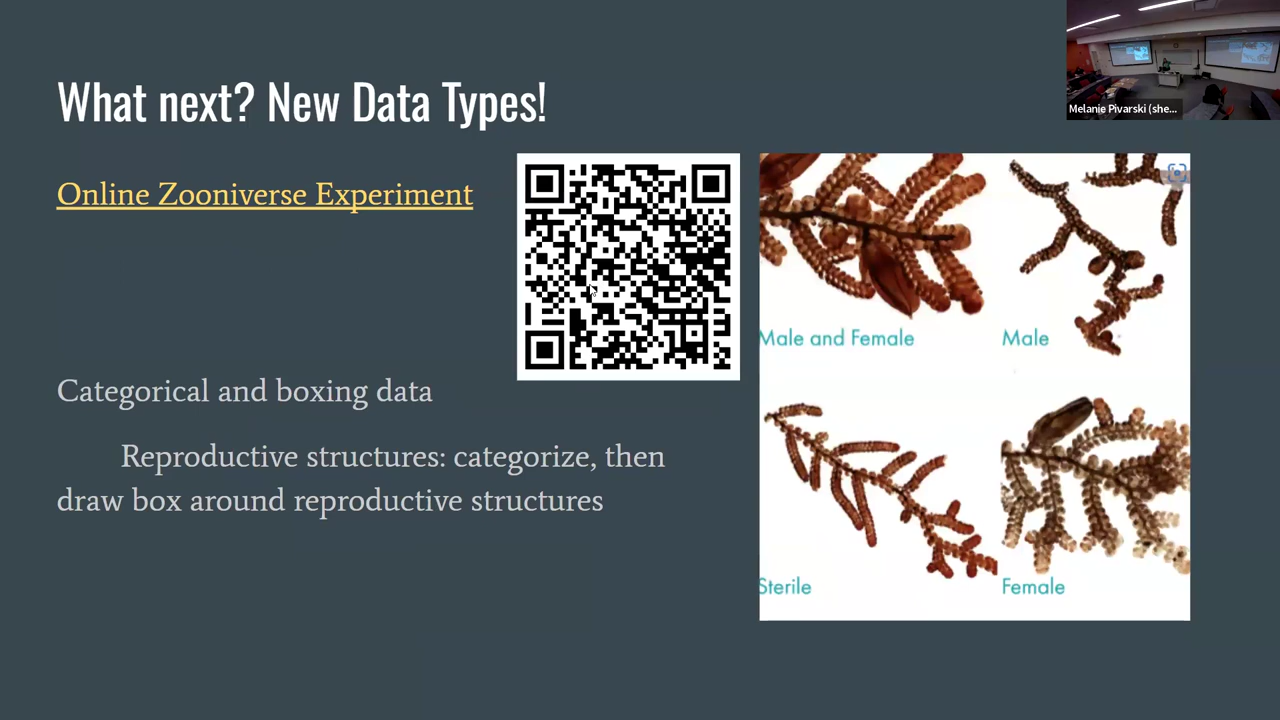 What next? New Data Types!
Melanie Pivarski (she...
Online Zooniverse Experiment
Male and Female
Male
Categorical and boxing data
Reproductive structures: categorize, then
draw box around reproductive structures
Sterile
Female